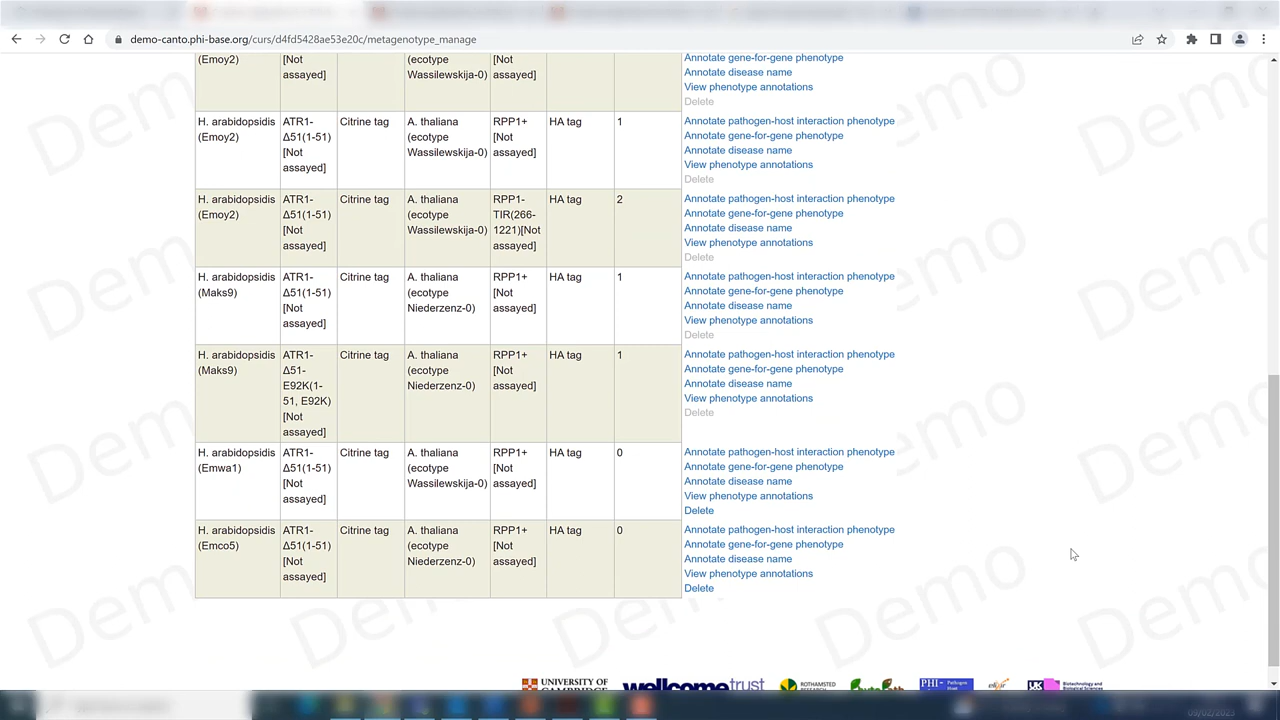 demo-canto.phi-base.org/curs/d4fd5428ae53e20c/metagenotype_manage
(Emoy2) [Not assayed] (ecotype Wassilewskija-0) [Not assayed]
Annotate gene-for-gene phenotype
Annotate disease name
View phenotype annotations
Delete
H. arabidopsidis (Emoy2) ATR1-Δ51(1-51)[Not assayed] Citrine tag A. thaliana (ecotype Wassilewskija-0) RPP1+[Not assayed] HA tag 1
Annotate pathogen-host interaction phenotype
Annotate gene-for-gene phenotype
Annotate disease name
View phenotype annotations
Delete
H. arabidopsidis (Emoy2) ATR1-Δ51(1-51)[Not assayed] Citrine tag A. thaliana (ecotype Wassilewskija-0) RPP1-TIR(266-1221)[Not assayed] HA tag 2
Annotate pathogen-host interaction phenotype
Annotate gene-for-gene phenotype
Annotate disease name
View phenotype annotations
Delete
H. arabidopsidis (Maks9) ATR1-Δ51(1-51)[Not assayed] Citrine tag A. thaliana (ecotype Niederzenz-0) RPP1+[Not assayed] HA tag 1
Annotate pathogen-host interaction phenotype
Annotate gene-for-gene phenotype
Annotate disease name
View phenotype annotations
Delete
H. arabidopsidis (Maks9) ATR1-Δ51-E92K(1-51, E92K)[Not assayed] Citrine tag A. thaliana (ecotype Niederzenz-0) RPP1+[Not assayed] HA tag 1
Annotate pathogen-host interaction phenotype
Annotate gene-for-gene phenotype
Annotate disease name
View phenotype annotations
Delete
H. arabidopsidis (Emwa1) ATR1-Δ51(1-51)[Not assayed] Citrine tag A. thaliana (ecotype Wassilewskija-0) RPP1+[Not assayed] HA tag 0
Annotate pathogen-host interaction phenotype
Annotate gene-for-gene phenotype
Annotate disease name
View phenotype annotations
Delete
H. arabidopsidis (Emco5) ATR1-Δ51(1-51)[Not assayed] Citrine tag A. thaliana (ecotype Niederzenz-0) RPP1+[Not assayed] HA tag 0
Annotate pathogen-host interaction phenotype
Annotate gene-for-gene phenotype
Annotate disease name
View phenotype annotations
Delete
Demo
UNIVERSITY OF
wellcome trust
ROTHAMSTED
PHI-